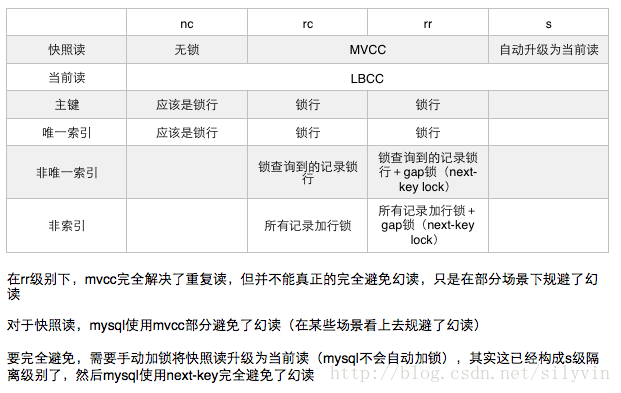 nc rc rr s
快照读 无锁 MVCC 自动升级为当前读
当前读 LBCC
主键 应该是锁行 锁行 锁行
唯一索引 应该是锁行 锁行 锁行
非唯一索引 锁查询到的记录锁 锁查询到的记录锁
行 行＋gap锁（next-
key lock）
非索引 所有记录加行锁 所有记录加行锁＋
gap锁（next-key
lock）
在rr级别下，mvcc完全解决了重复读，但并不能真正的完全避免幻读，只是在部分场景下规避了幻
读
对于快照读，mysql使用mvcc部分避免了幻读（在某些场景看上去规避了幻读）
要完全避免，需要手动加锁将快照读升级为当前读（mysql不会自动加锁），其实这已经构成s级隔
离级别了，然后mysql使用next-key完全避免了幻读
http://blog.csdn.net/silyvin